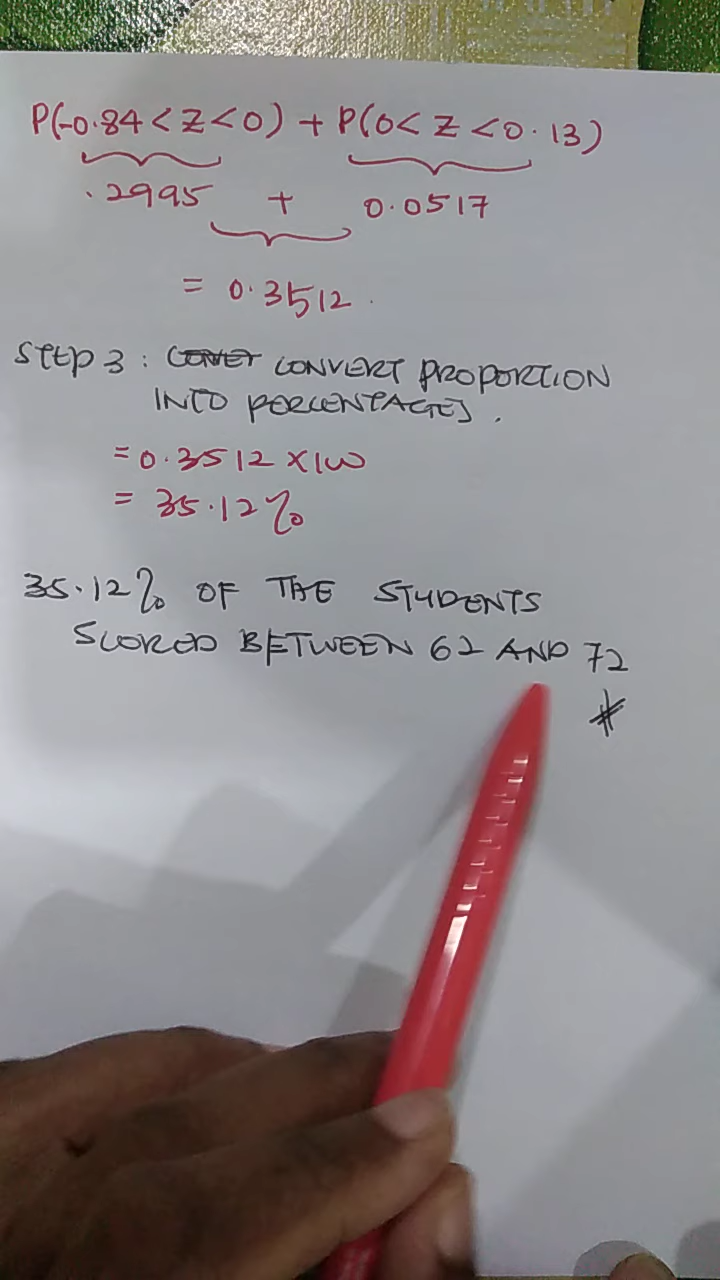 P(-0.84 < Z < 0) + P(0 < Z < 0.13)
.2995 + 0.0517
= 0.3512.
STEP 3 : CONVERT PROPORTION
INTO PERCENTAGES.
= 0.3512 X 100
= 35.12%
35.12% OF THE STUDENTS
SCORED BETWEEN 62 AND 72